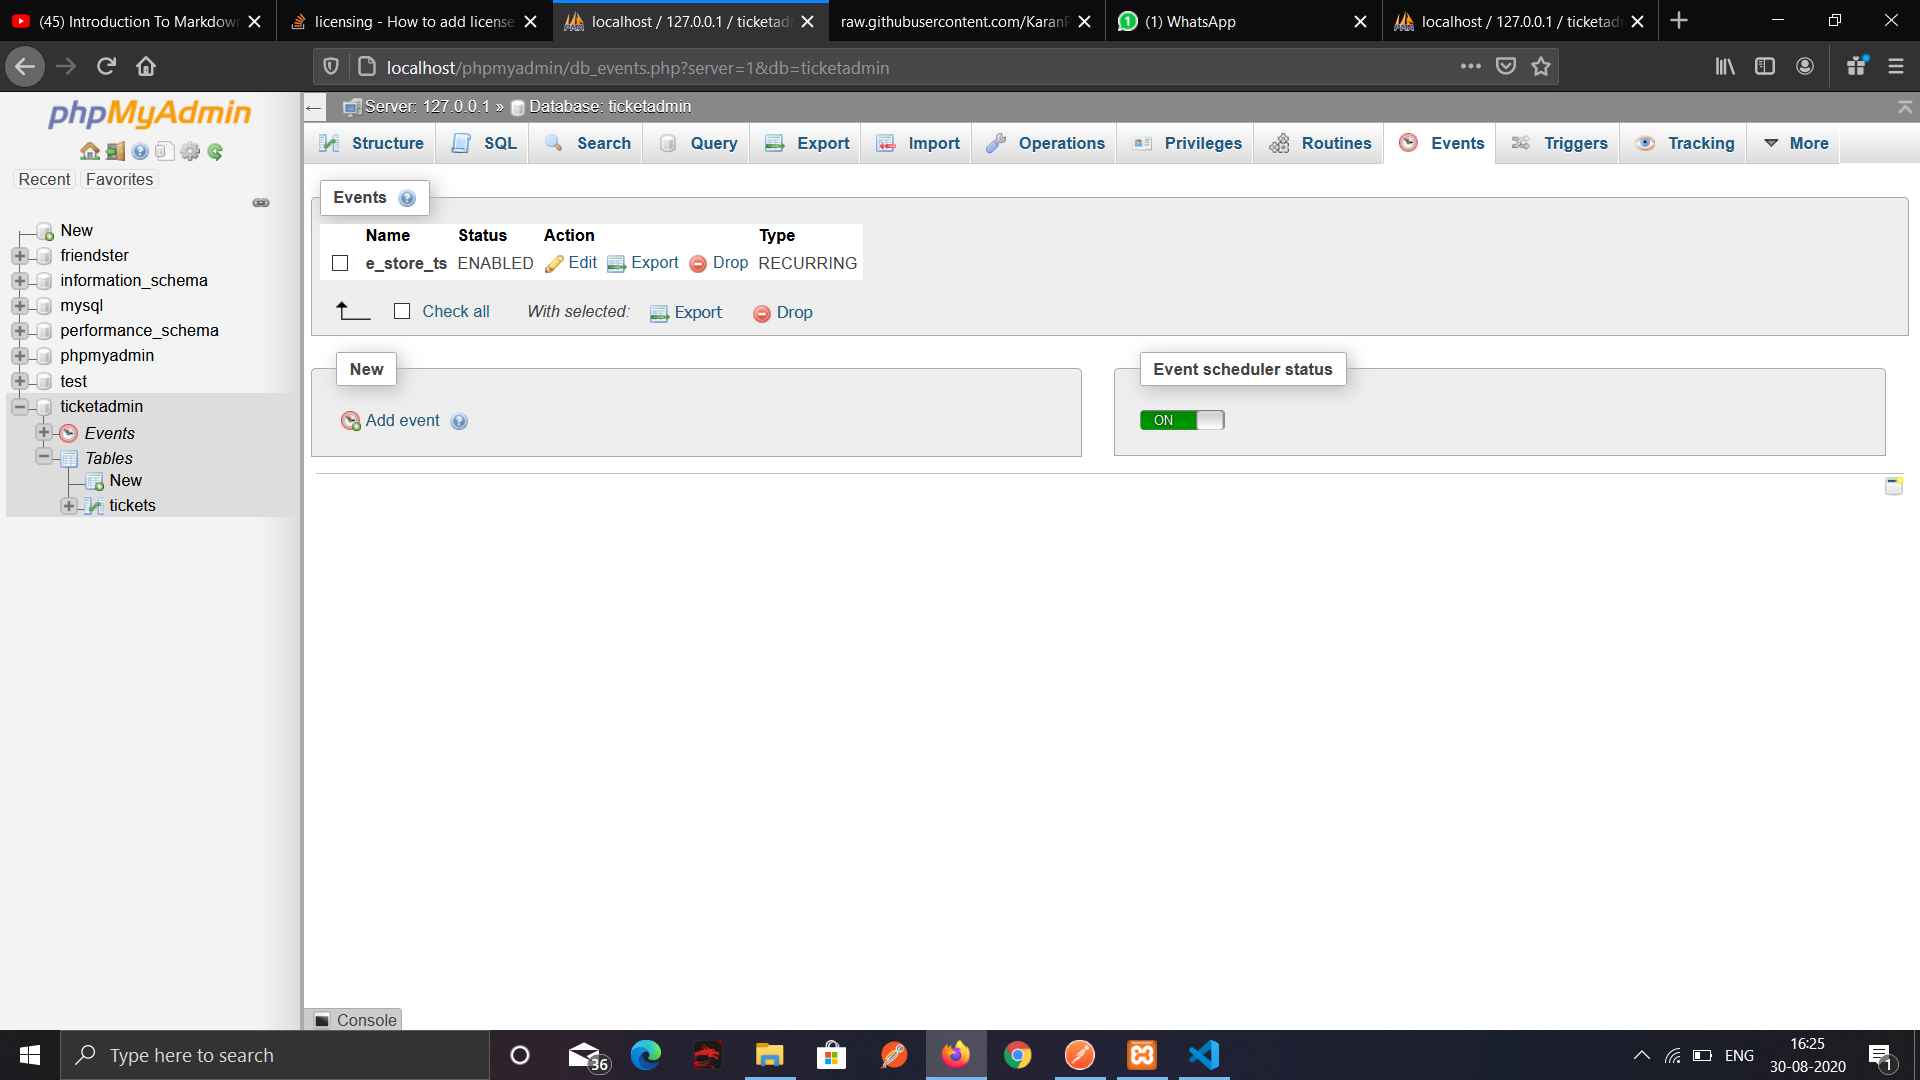 (45) Introduction To Markdown
licensing - How to add license
localhost / 127.0.0.1 / ticketadm
raw.githubusercontent.com/KaranP
(1) WhatsApp
localhost / 127.0.0.1 / ticketadm
localhost/phpmyadmin/db_events.php?server=1&db=ticketadmin
phpMyAdmin
Recent Favorites
New
friendster
information_schema
mysql
performance_schema
phpmyadmin
test
ticketadmin
Events
Tables
New
tickets
Server: 127.0.0.1 » Database: ticketadmin
Structure SQL Search Query Export Import Operations Privileges Routines Events Triggers Tracking More
Events
Name Status Action Type
e_store_ts ENABLED Edit Export Drop RECURRING
Check all With selected: Export Drop
New
Add event
Event scheduler status
ON
Console
Type here to search
36
ENG
16:25
30-08-2020
1